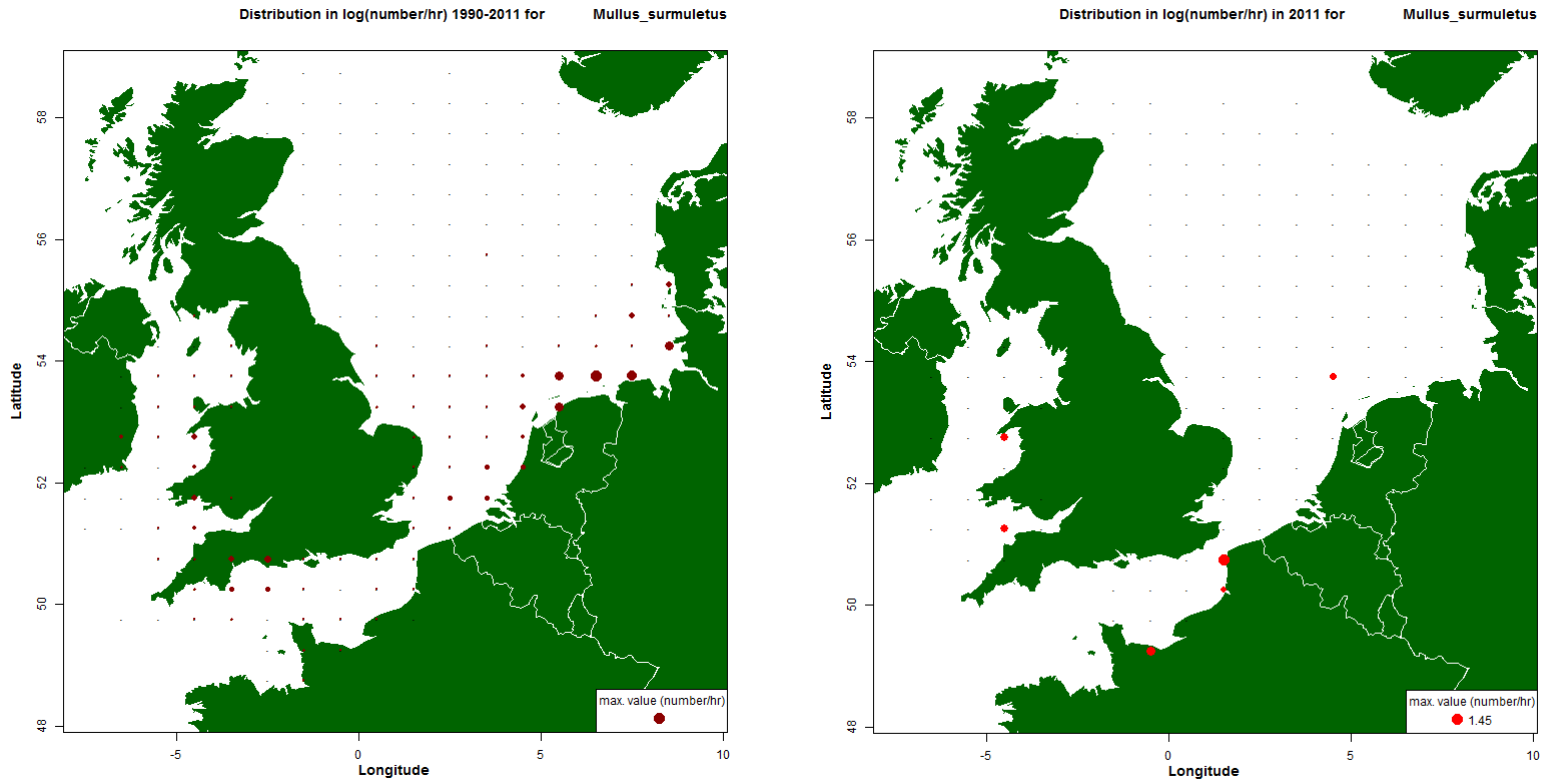 Distribution in log(number/hr) 1990-2011 for Mullus_surmuletus
58
56
54
52
50
48
Latitude
-5 0 5 10
Longitude
max. value (number/hr)
Distribution in log(number/hr) in 2011 for Mullus_surmuletus
58
56
54
52
50
48
Latitude
-5 0 5 10
Longitude
max. value (number/hr)
1.45